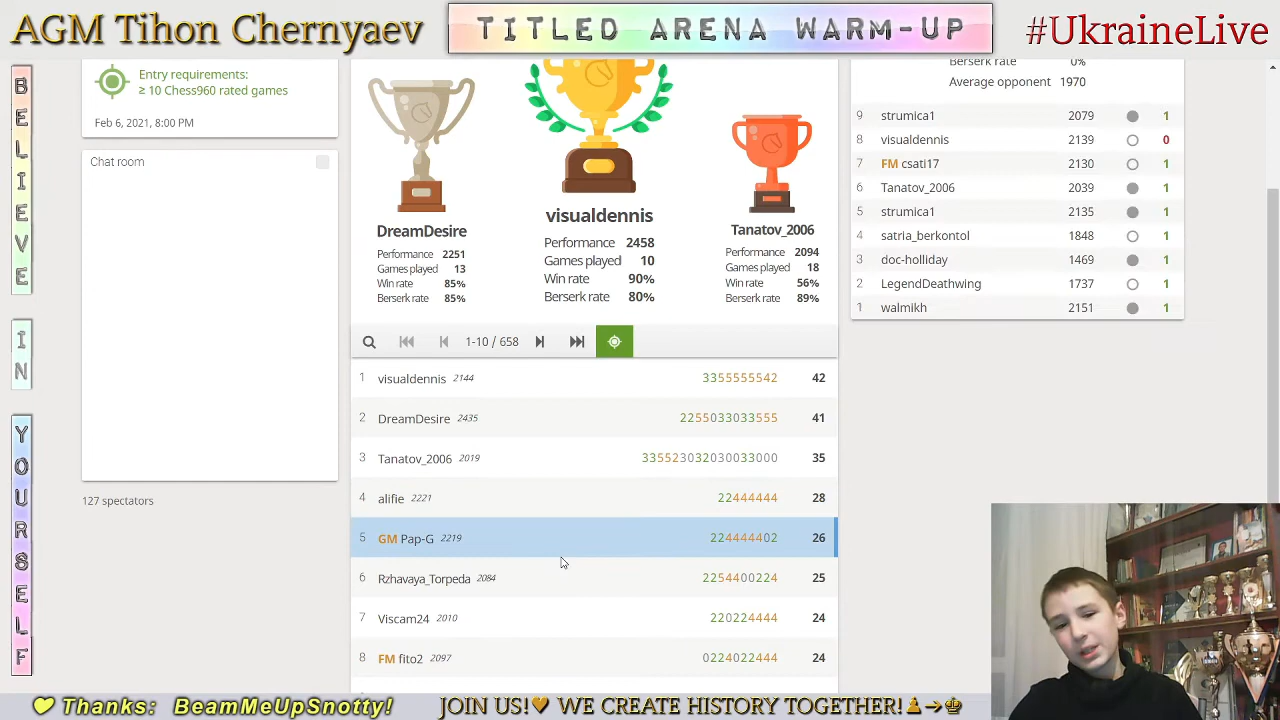 AGM Tihon Chernyaev
TITLED ARENA WARM-UP
#UkraineLive
BELIEVE
IN
YOURSELF
Entry requirements:
≥ 10 Chess960 rated games
Feb 6, 2021, 8:00 PM
Chat room
127 spectators
DreamDesire
Performance 2251
Games played 13
Win rate 85%
Berserk rate 85%
visualdennis
Performance 2458
Games played 10
Win rate 90%
Berserk rate 80%
Tanatov_2006
Performance 2094
Games played 18
Win rate 56%
Berserk rate 89%
1-10 / 658
1 visualdennis 2144 3355555542 42
2 DreamDesire 2435 2255033033555 41
3 Tanatov_2006 2019 335523032030033000 35
4 alifie 2221 22444444 28
5 GM Pap-G 2219 224444402 26
6 Rzhavaya_Torpeda 2084 2254400224 25
7 Viscam24 2010 220224444 24
8 FM fito2 2097 0224022444 24
Berserk rate 0%
Average opponent 1970
9 strumica1 2079 1
8 visualdennis 2139 0
7 FM csati17 2130 1
6 Tanatov_2006 2039 1
5 strumica1 2135 1
4 satria_berkontol 1848 1
3 doc-holliday 1469 1
2 LegendDeathwing 1737 1
1 walmikh 2151 1
Thanks: BeamMeUpSnotty!
JOIN US!♥ WE CREATE HISTORY TOGETHER!♟→♚